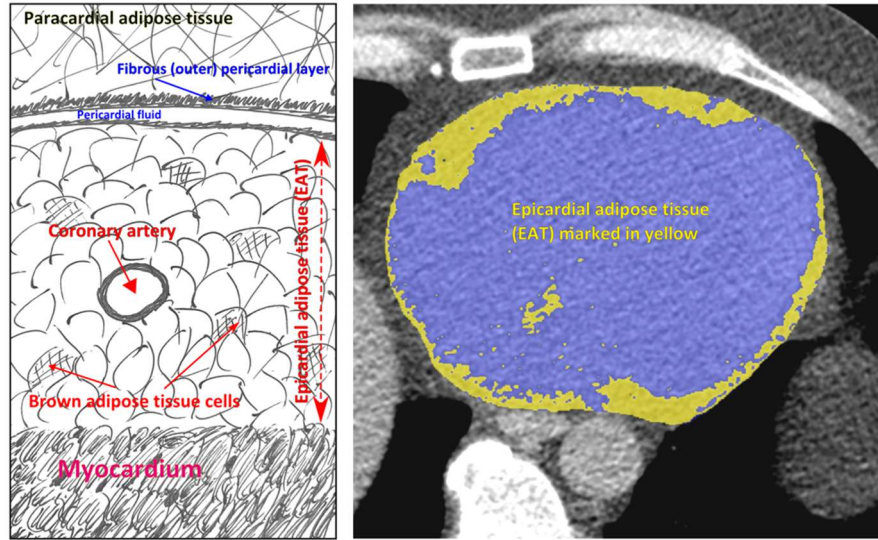 Paracardial adipose tissue
Fibrous (outer) pericardial layer
Pericardial fluid
Epicardial adipose tissue (EAT)
Coronary artery
Brown adipose tissue cells
Myocardium
Epicardial adipose tissue
(EAT) marked in yellow